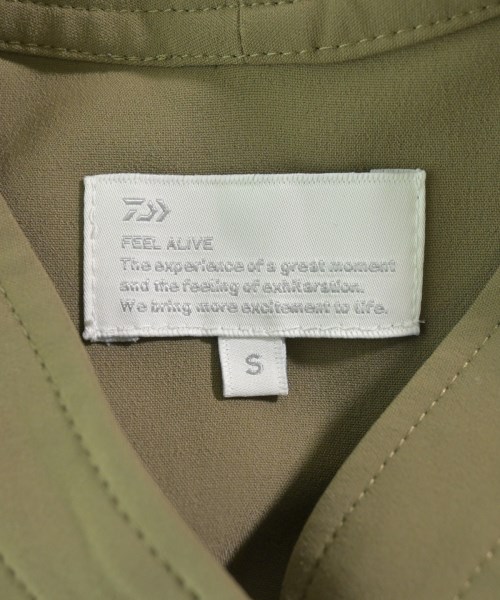 FEEL ALIVE
The experience of a great moment
and the feeling of exhilaration.
We bring more excitement to life.
S